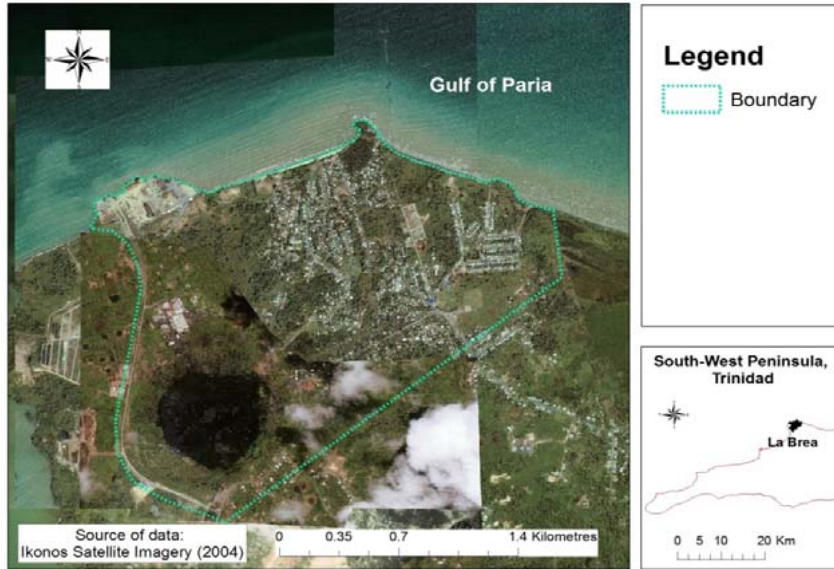 N
W
E
S
Gulf of Paria
Source of data:
Ikonos Satellite Imagery (2004)
0 0.35 0.7 1.4 Kilometres
Legend
Boundary
South-West Peninsula,
Trinidad
La Brea
0 5 10 20 Km